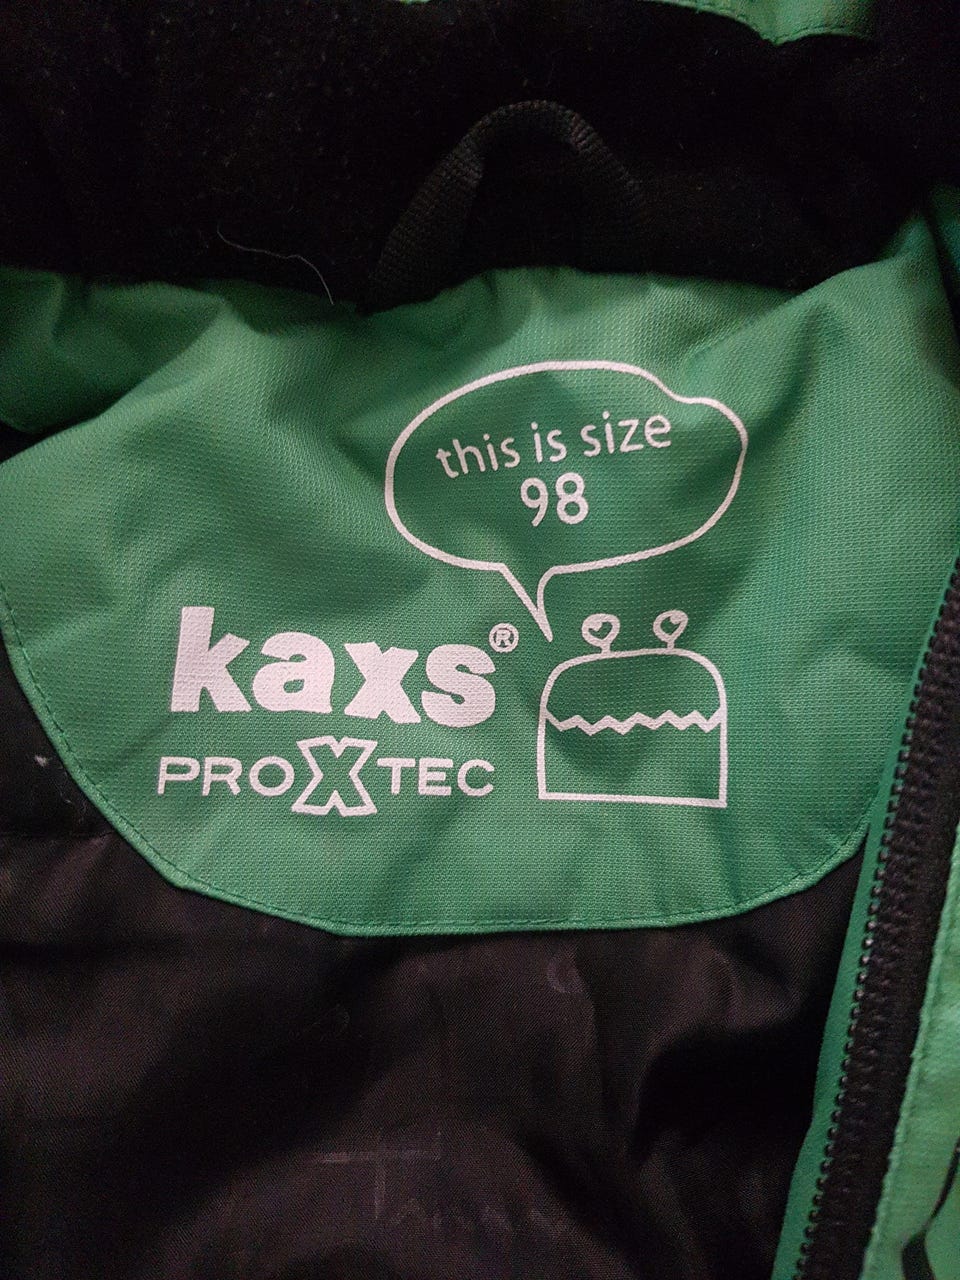 this is size
98
kaxs®
PROXTEC